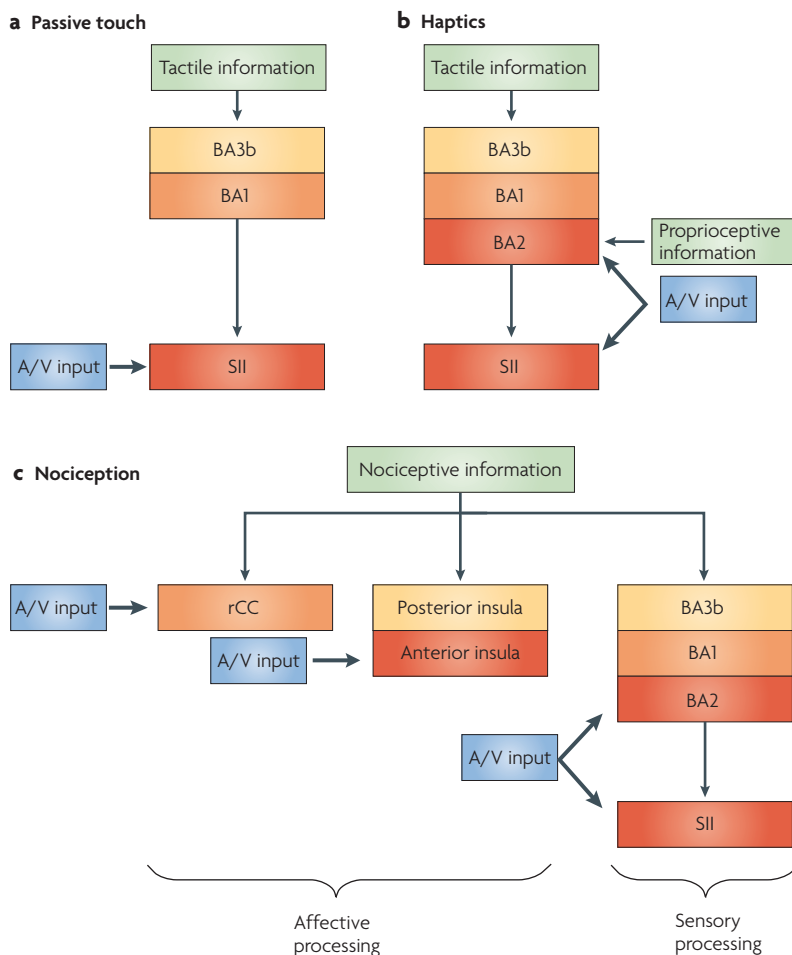 a Passive touch
Tactile information
BA3b
BA1
A/V input
SII
b Haptics
Tactile information
BA3b
BA1
BA2
Proprioceptive
information
A/V input
SII
c Nociception
Nociceptive information
A/V input
rCC
Posterior insula
A/V input
Anterior insula
BA3b
BA1
BA2
A/V input
SII
Affective
processing
Sensory
processing